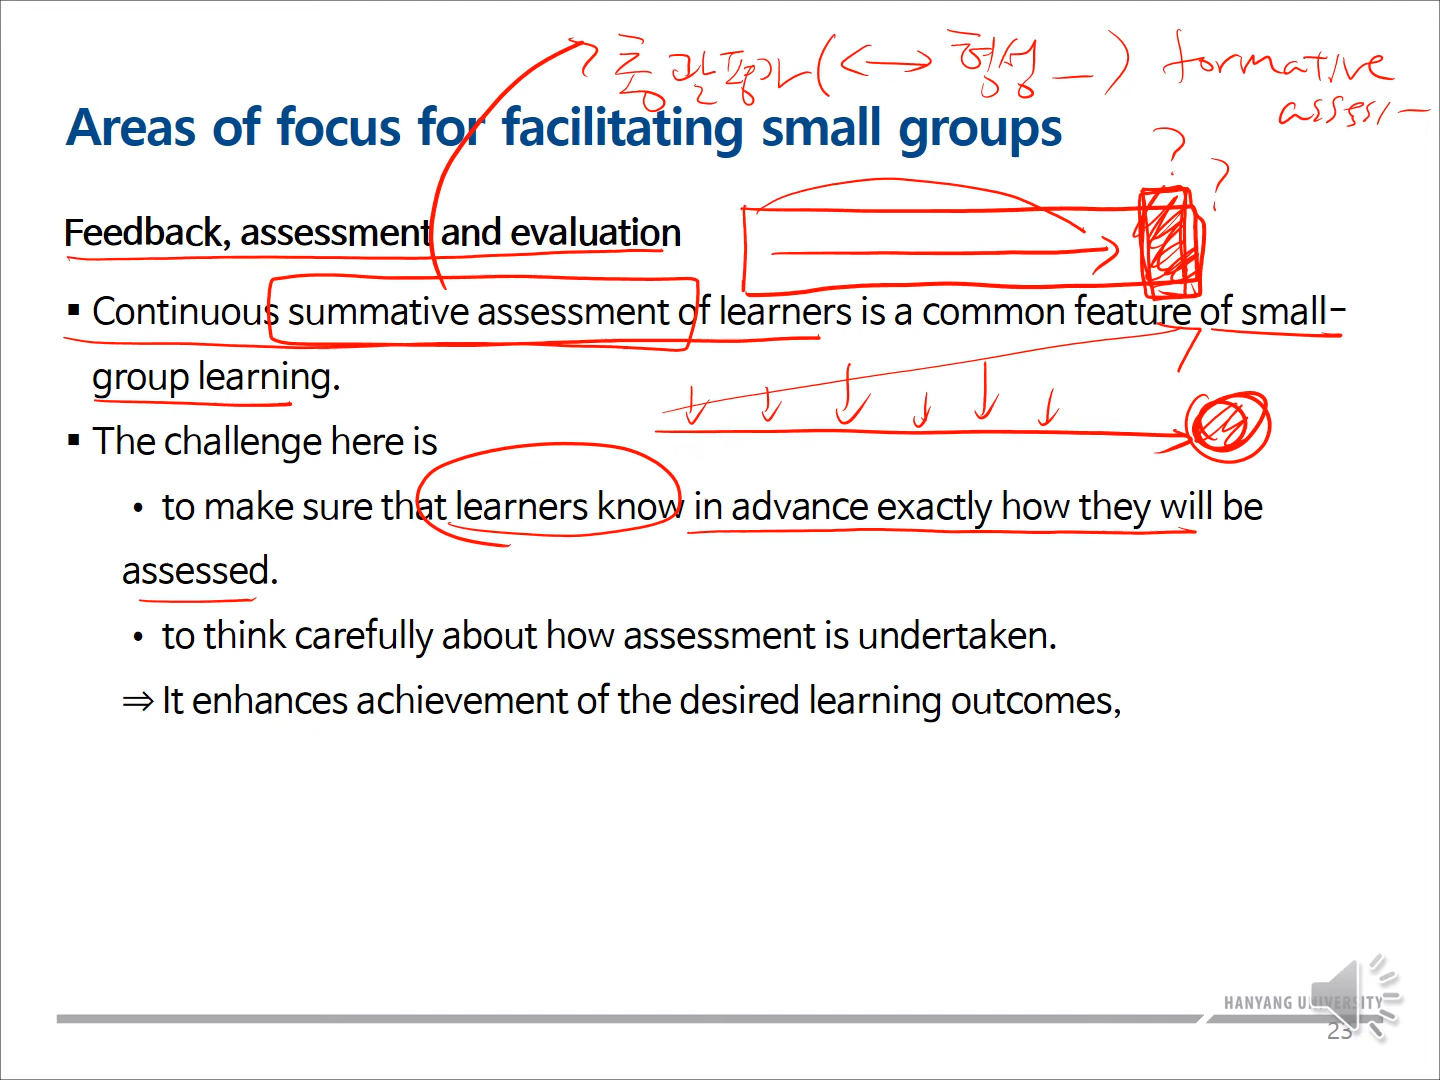 총괄평가(↔ 형성 —) formative
assess —
Areas of focus for facilitating small groups
? ?
Feedback, assessment and evaluation
▪ Continuous summative assessment of learners is a common feature of small-
group learning.
▪ The challenge here is
• to make sure that learners know in advance exactly how they will be
assessed.
• to think carefully about how assessment is undertaken.
⇒ It enhances achievement of the desired learning outcomes,
HANYANG UNIVERSITY
23